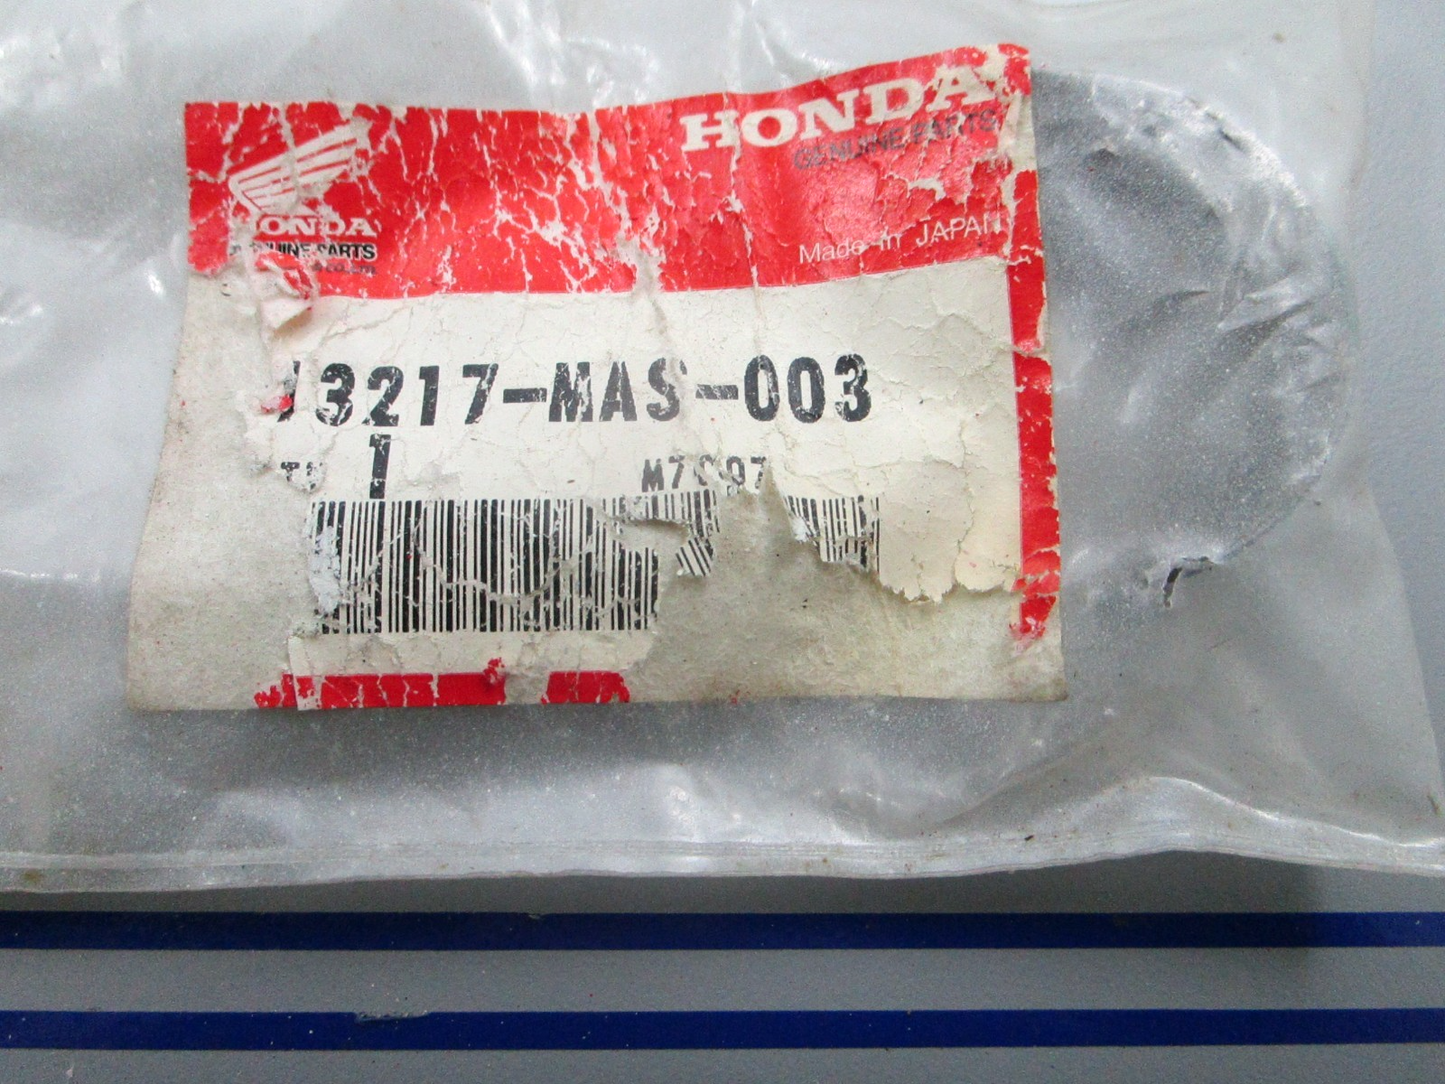 HONDA
GENUINE PARTS
Made in JAPAN
HONDA
GENUINE PARTS
13217-MAS-003
1